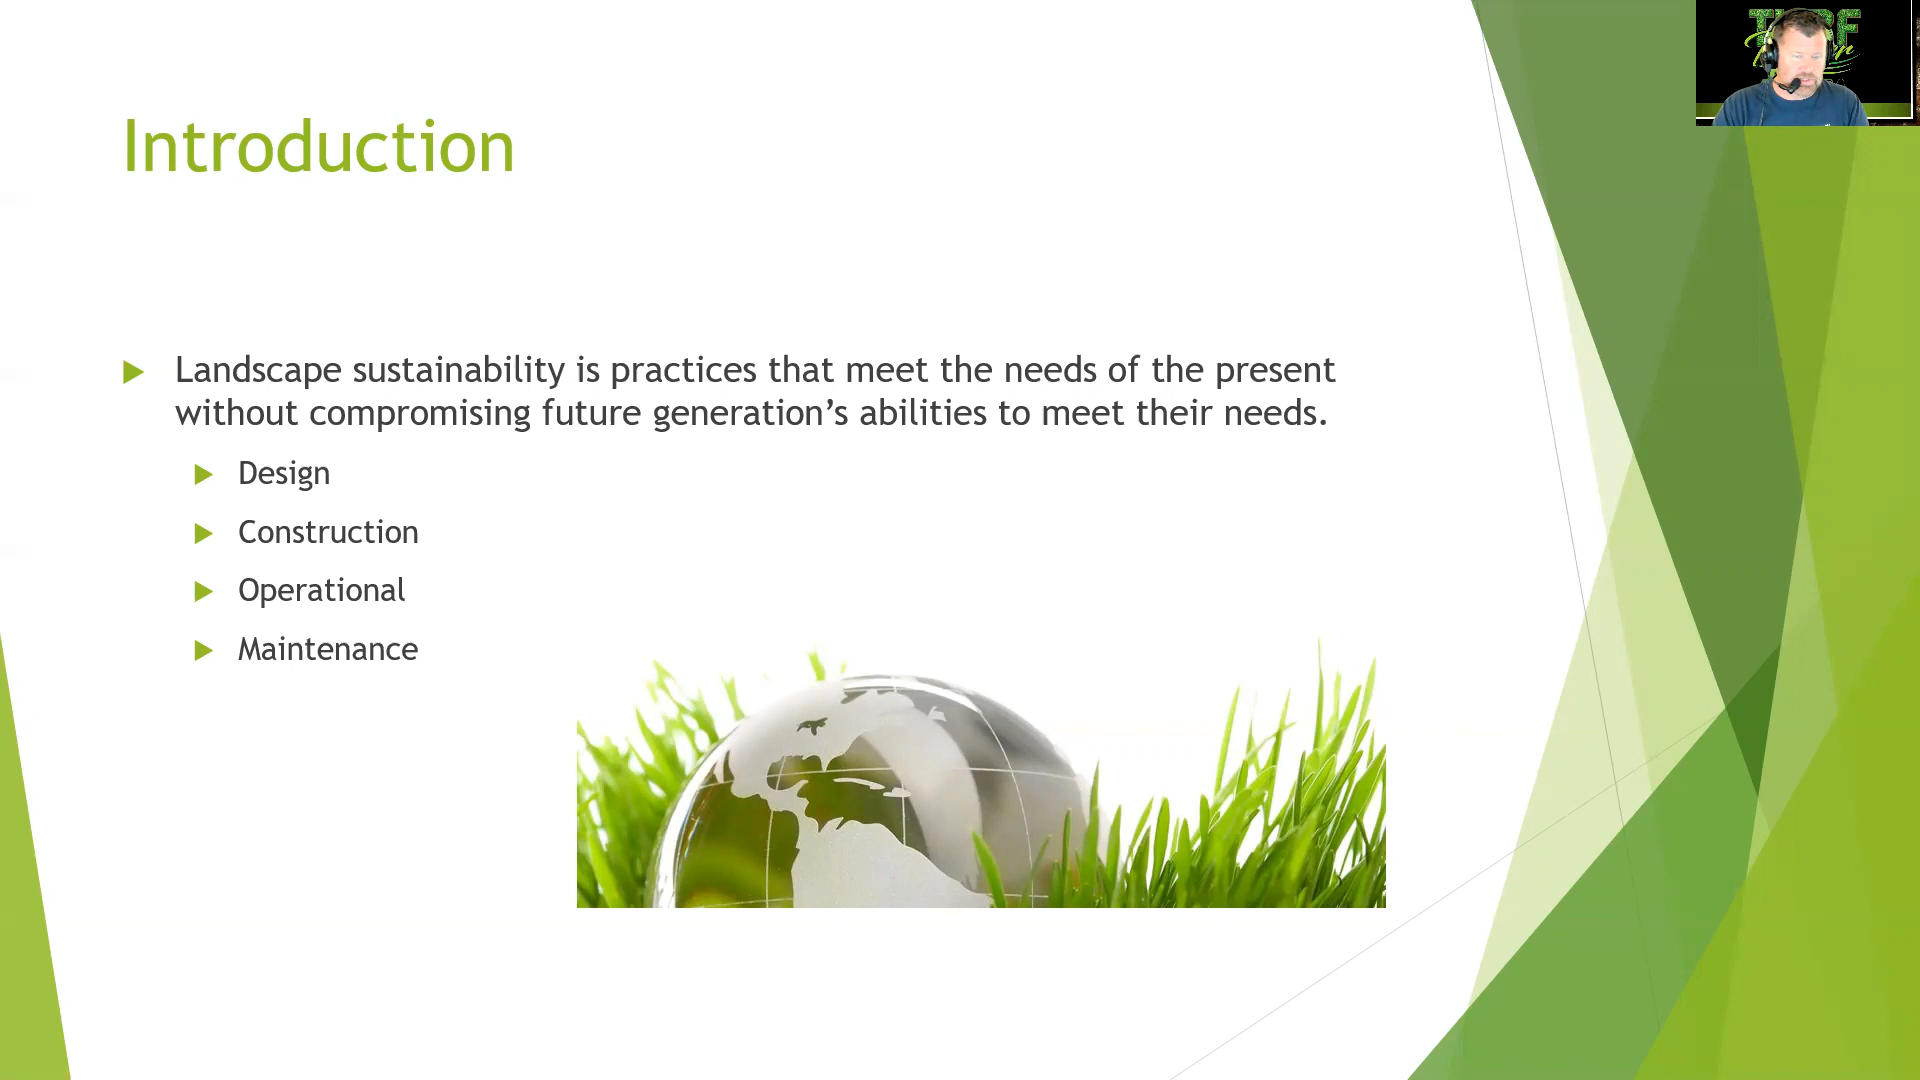 TURF
Introduction
Landscape sustainability is practices that meet the needs of the present
without compromising future generation’s abilities to meet their needs.
Design
Construction
Operational
Maintenance